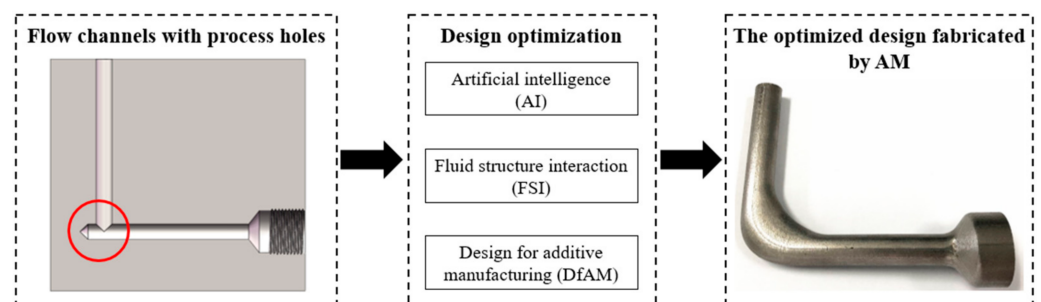 Flow channels with process holes
Design optimization
Artificial intelligence
(AI)
Fluid structure interaction
(FSI)
Design for additive
manufacturing (DfAM)
The optimized design fabricated
by AM